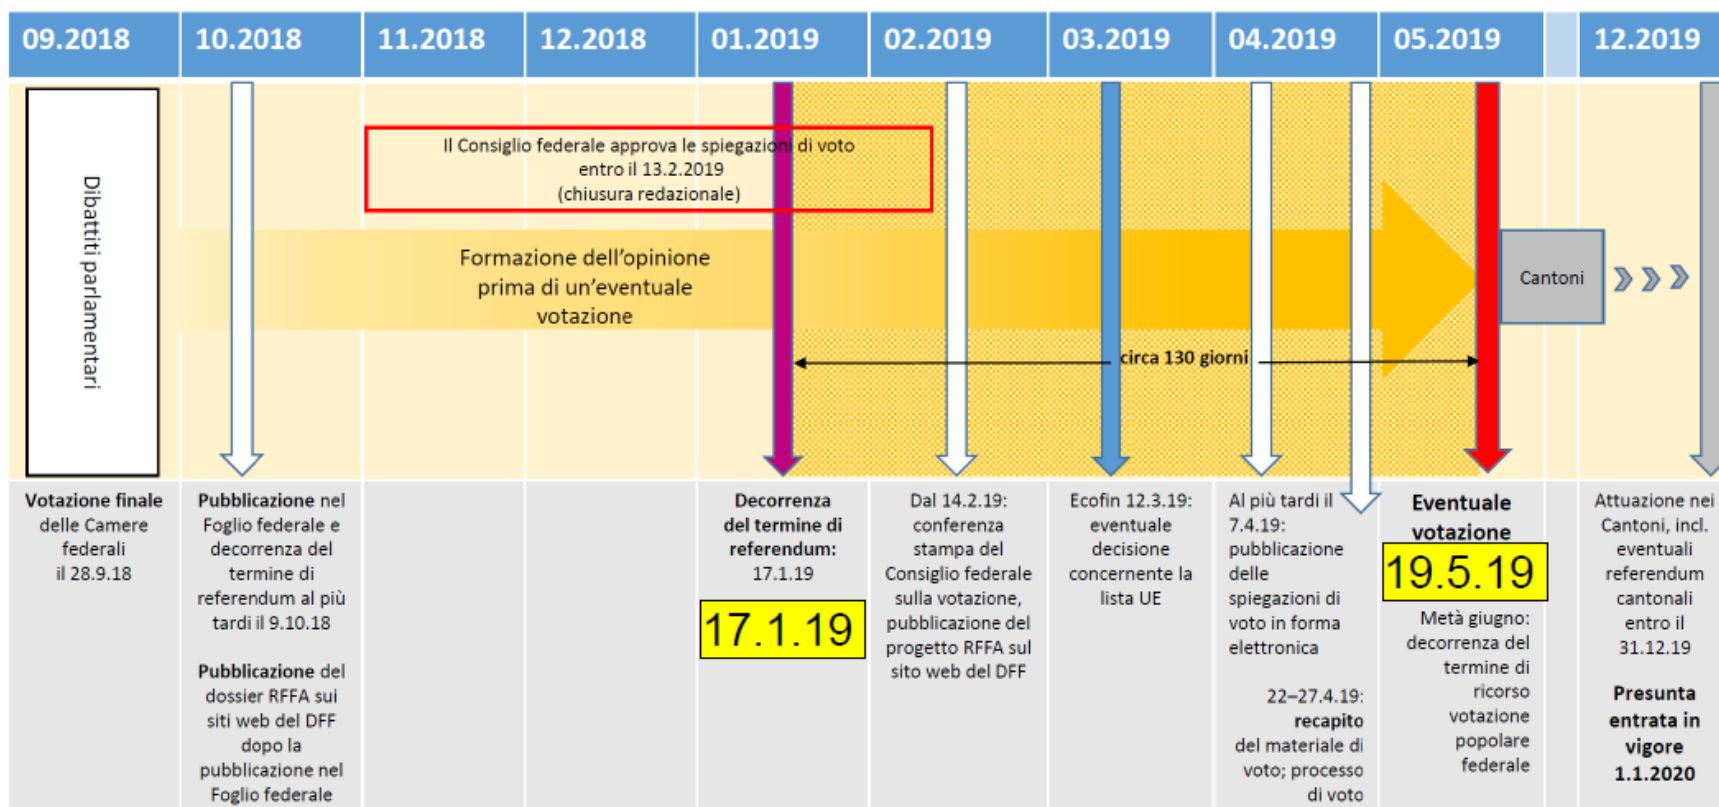 09.2018
10.2018
11.2018
12.2018
01.2019
02.2019
03.2019
04.2019
05.2019
12.2019
Dibattiti parlamentari
Il Consiglio federale approva le spiegazioni di voto
entro il 13.2.2019
(chiusura redazionale)
Formazione dell'opinione
prima di un'eventuale
votazione
circa 130 giorni
Cantoni
Votazione finale
delle Camere
federali
il 28.9.18
Pubblicazione nel
Foglio federale e
decorrenza del
termine di
referendum al più
tardi il 9.10.18
Pubblicazione del
dossier RFFA sui
siti web del DFF
dopo la
pubblicazione nel
Foglio federale
Decorrenza
del termine di
referendum:
17.1.19
17.1.19
Dal 14.2.19:
conferenza
stampa del
Consiglio federale
sulla votazione,
pubblicazione del
progetto RFFA sul
sito web del DFF
Ecofin 12.3.19:
eventuale
decisione
concernente la
lista UE
Al più tardi il
7.4.19:
pubblicazione
delle
spiegazioni di
voto in forma
elettronica
22–27.4.19:
recapito
del materiale di
voto; processo
di voto
Eventuale
votazione
19.5.19
Metà giugno:
decorrenza del
termine di
ricorso
votazione
popolare
federale
Attuazione nei
Cantoni, incl.
eventuali
referendum
cantonali
entro il
31.12.19
Presunta
entrata in
vigore
1.1.2020